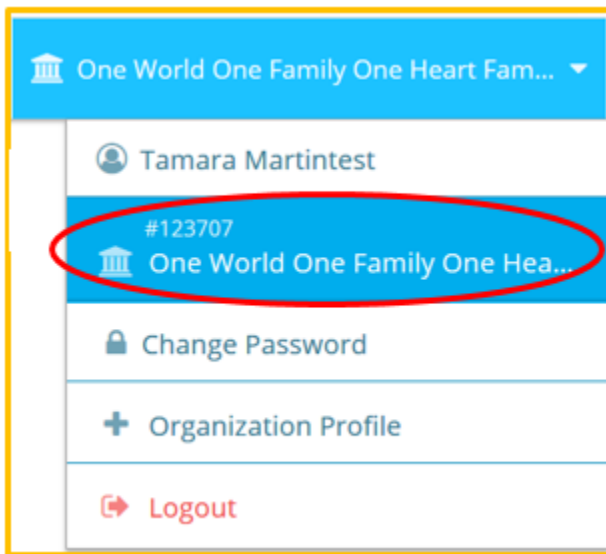 One World One Family One Heart Fam...
Tamara Martintest
#123707
One World One Family One Hea...
Change Password
Organization Profile
Logout